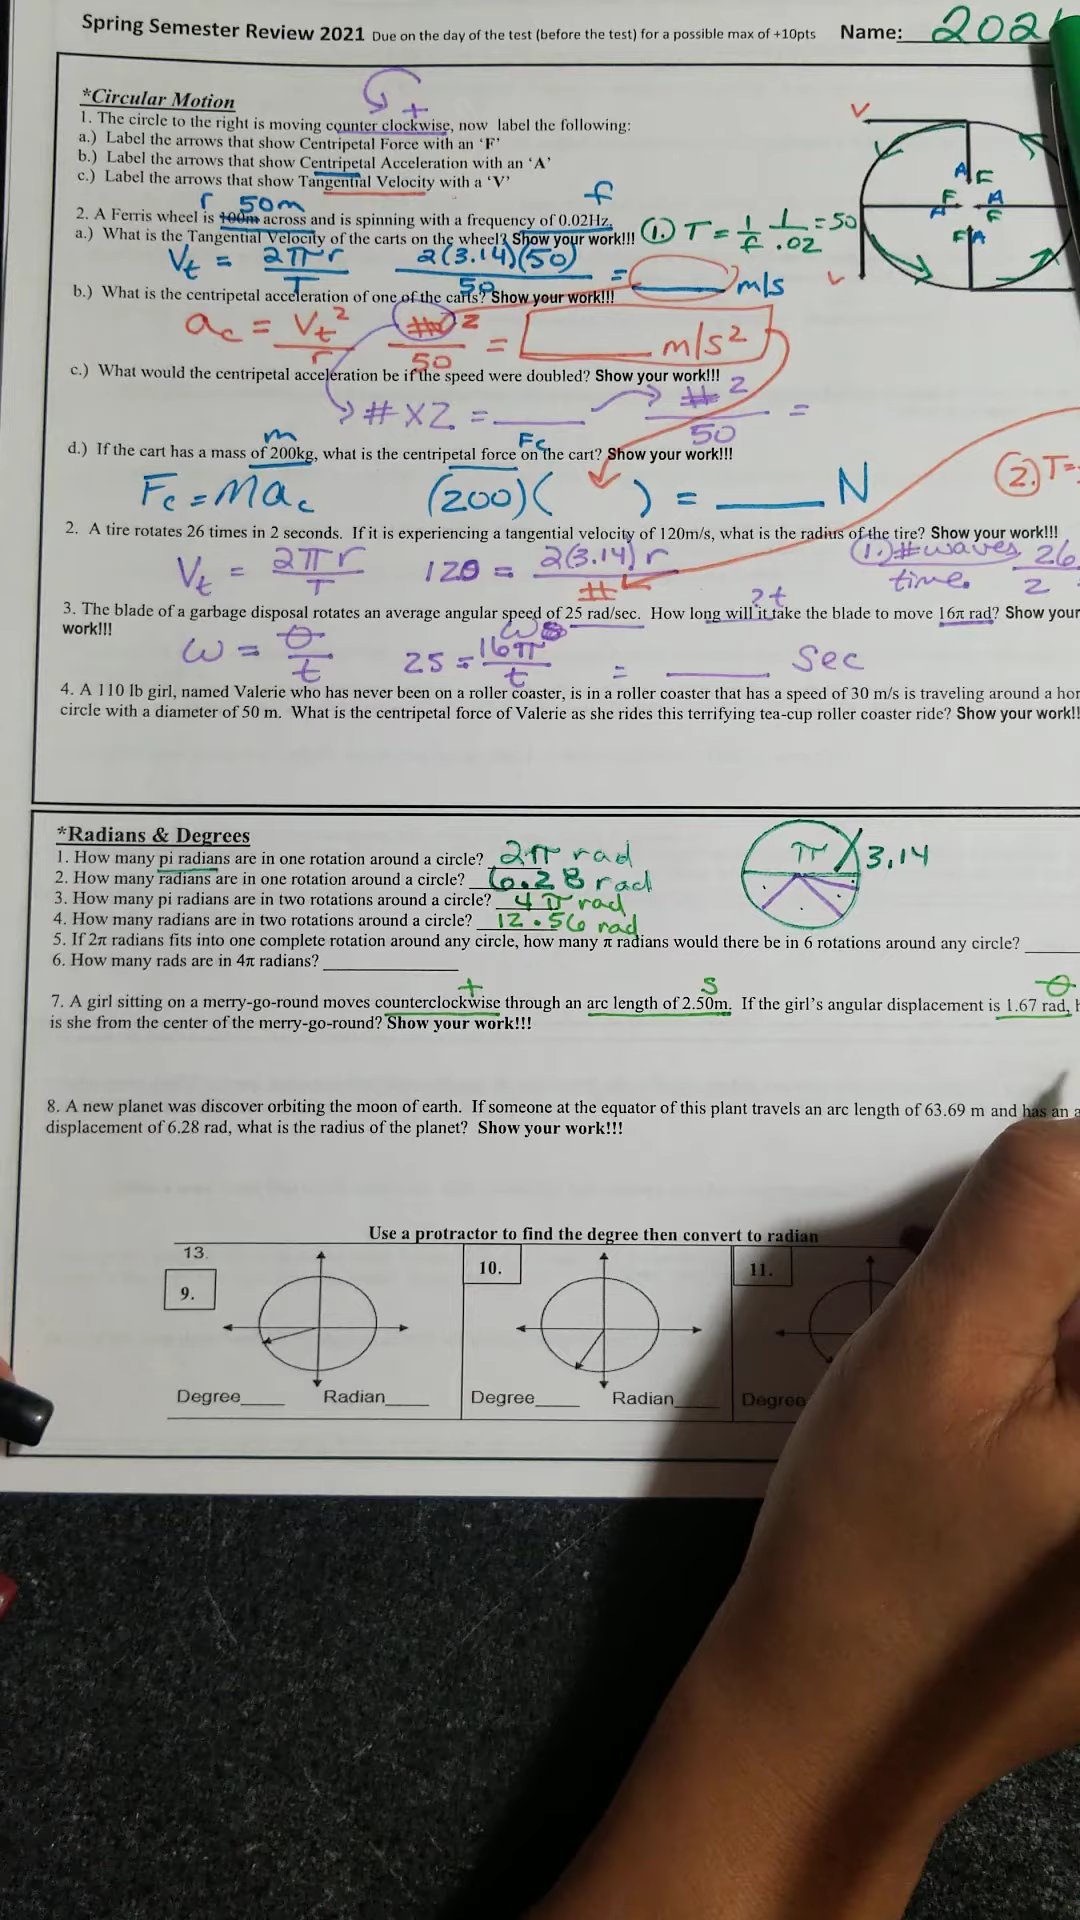 Spring Semester Review 2021 Due on the day of the test (before the test) for a possible max of +10pts Name: 202
*Circular Motion
+
1. The circle to the right is moving counter clockwise, now label the following:
a.) Label the arrows that show Centripetal Force with an 'F'
b.) Label the arrows that show Centripetal Acceleration with an 'A'
c.) Label the arrows that show Tangential Velocity with a 'V'
V
A F
F A
A F
F A
V
r 50m f
2. A Ferris wheel is 100m across and is spinning with a frequency of 0.02Hz.
a.) What is the Tangential Velocity of the carts on the wheel? Show your work!!! 1. T = 1/f 1/.02 = 50
Vt = 2πr/T 2(3.14)(50)/50 = ____ m/s
b.) What is the centripetal acceleration of one of the carts? Show your work!!!
ac = Vt²/r #²/50 = ____ m/s²
c.) What would the centripetal acceleration be if the speed were doubled? Show your work!!!
# X2 = ____ #²/50 =
m Fc
d.) If the cart has a mass of 200kg, what is the centripetal force on the cart? Show your work!!!
Fc = Mac (200)( ) = ____ N
2. T=
2. A tire rotates 26 times in 2 seconds. If it is experiencing a tangential velocity of 120m/s, what is the radius of the tire? Show your work!!!
Vt = 2πr/T 120 = 2(3.14)r/# 1. #waves/time 26/2
?t
3. The blade of a garbage disposal rotates an average angular speed of 25 rad/sec. How long will it take the blade to move 16π rad? Show your
work!!! ω
ω = θ/t 25 = 16π/t = ____ Sec
4. A 110 lb girl, named Valerie who has never been on a roller coaster, is in a roller coaster that has a speed of 30 m/s is traveling around a
circle with a diameter of 50 m. What is the centripetal force of Valerie as she rides this terrifying tea-cup roller coaster ride? Show your work!!
*Radians & Degrees
1. How many pi radians are in one rotation around a circle? 2π rad
2. How many radians are in one rotation around a circle? 6.28 rad
3. How many pi radians are in two rotations around a circle? 4π rad
4. How many radians are in two rotations around a circle? 12.56 rad
π 3.14
5. If 2π radians fits into one complete rotation around any circle, how many π radians would there be in 6 rotations around any circle? ____
6. How many rads are in 4π radians? ____
+ S θ
7. A girl sitting on a merry-go-round moves counterclockwise through an arc length of 2.50m. If the girl's angular displacement is 1.67 rad,
is she from the center of the merry-go-round? Show your work!!!
8. A new planet was discover orbiting the moon of earth. If someone at the equator of this plant travels an arc length of 63.69 m and has an
displacement of 6.28 rad, what is the radius of the planet? Show your work!!!
Use a protractor to find the degree then convert to radian
13.
9.
10.
11.
Degree____ Radian____
Degree____ Radian____
Degree